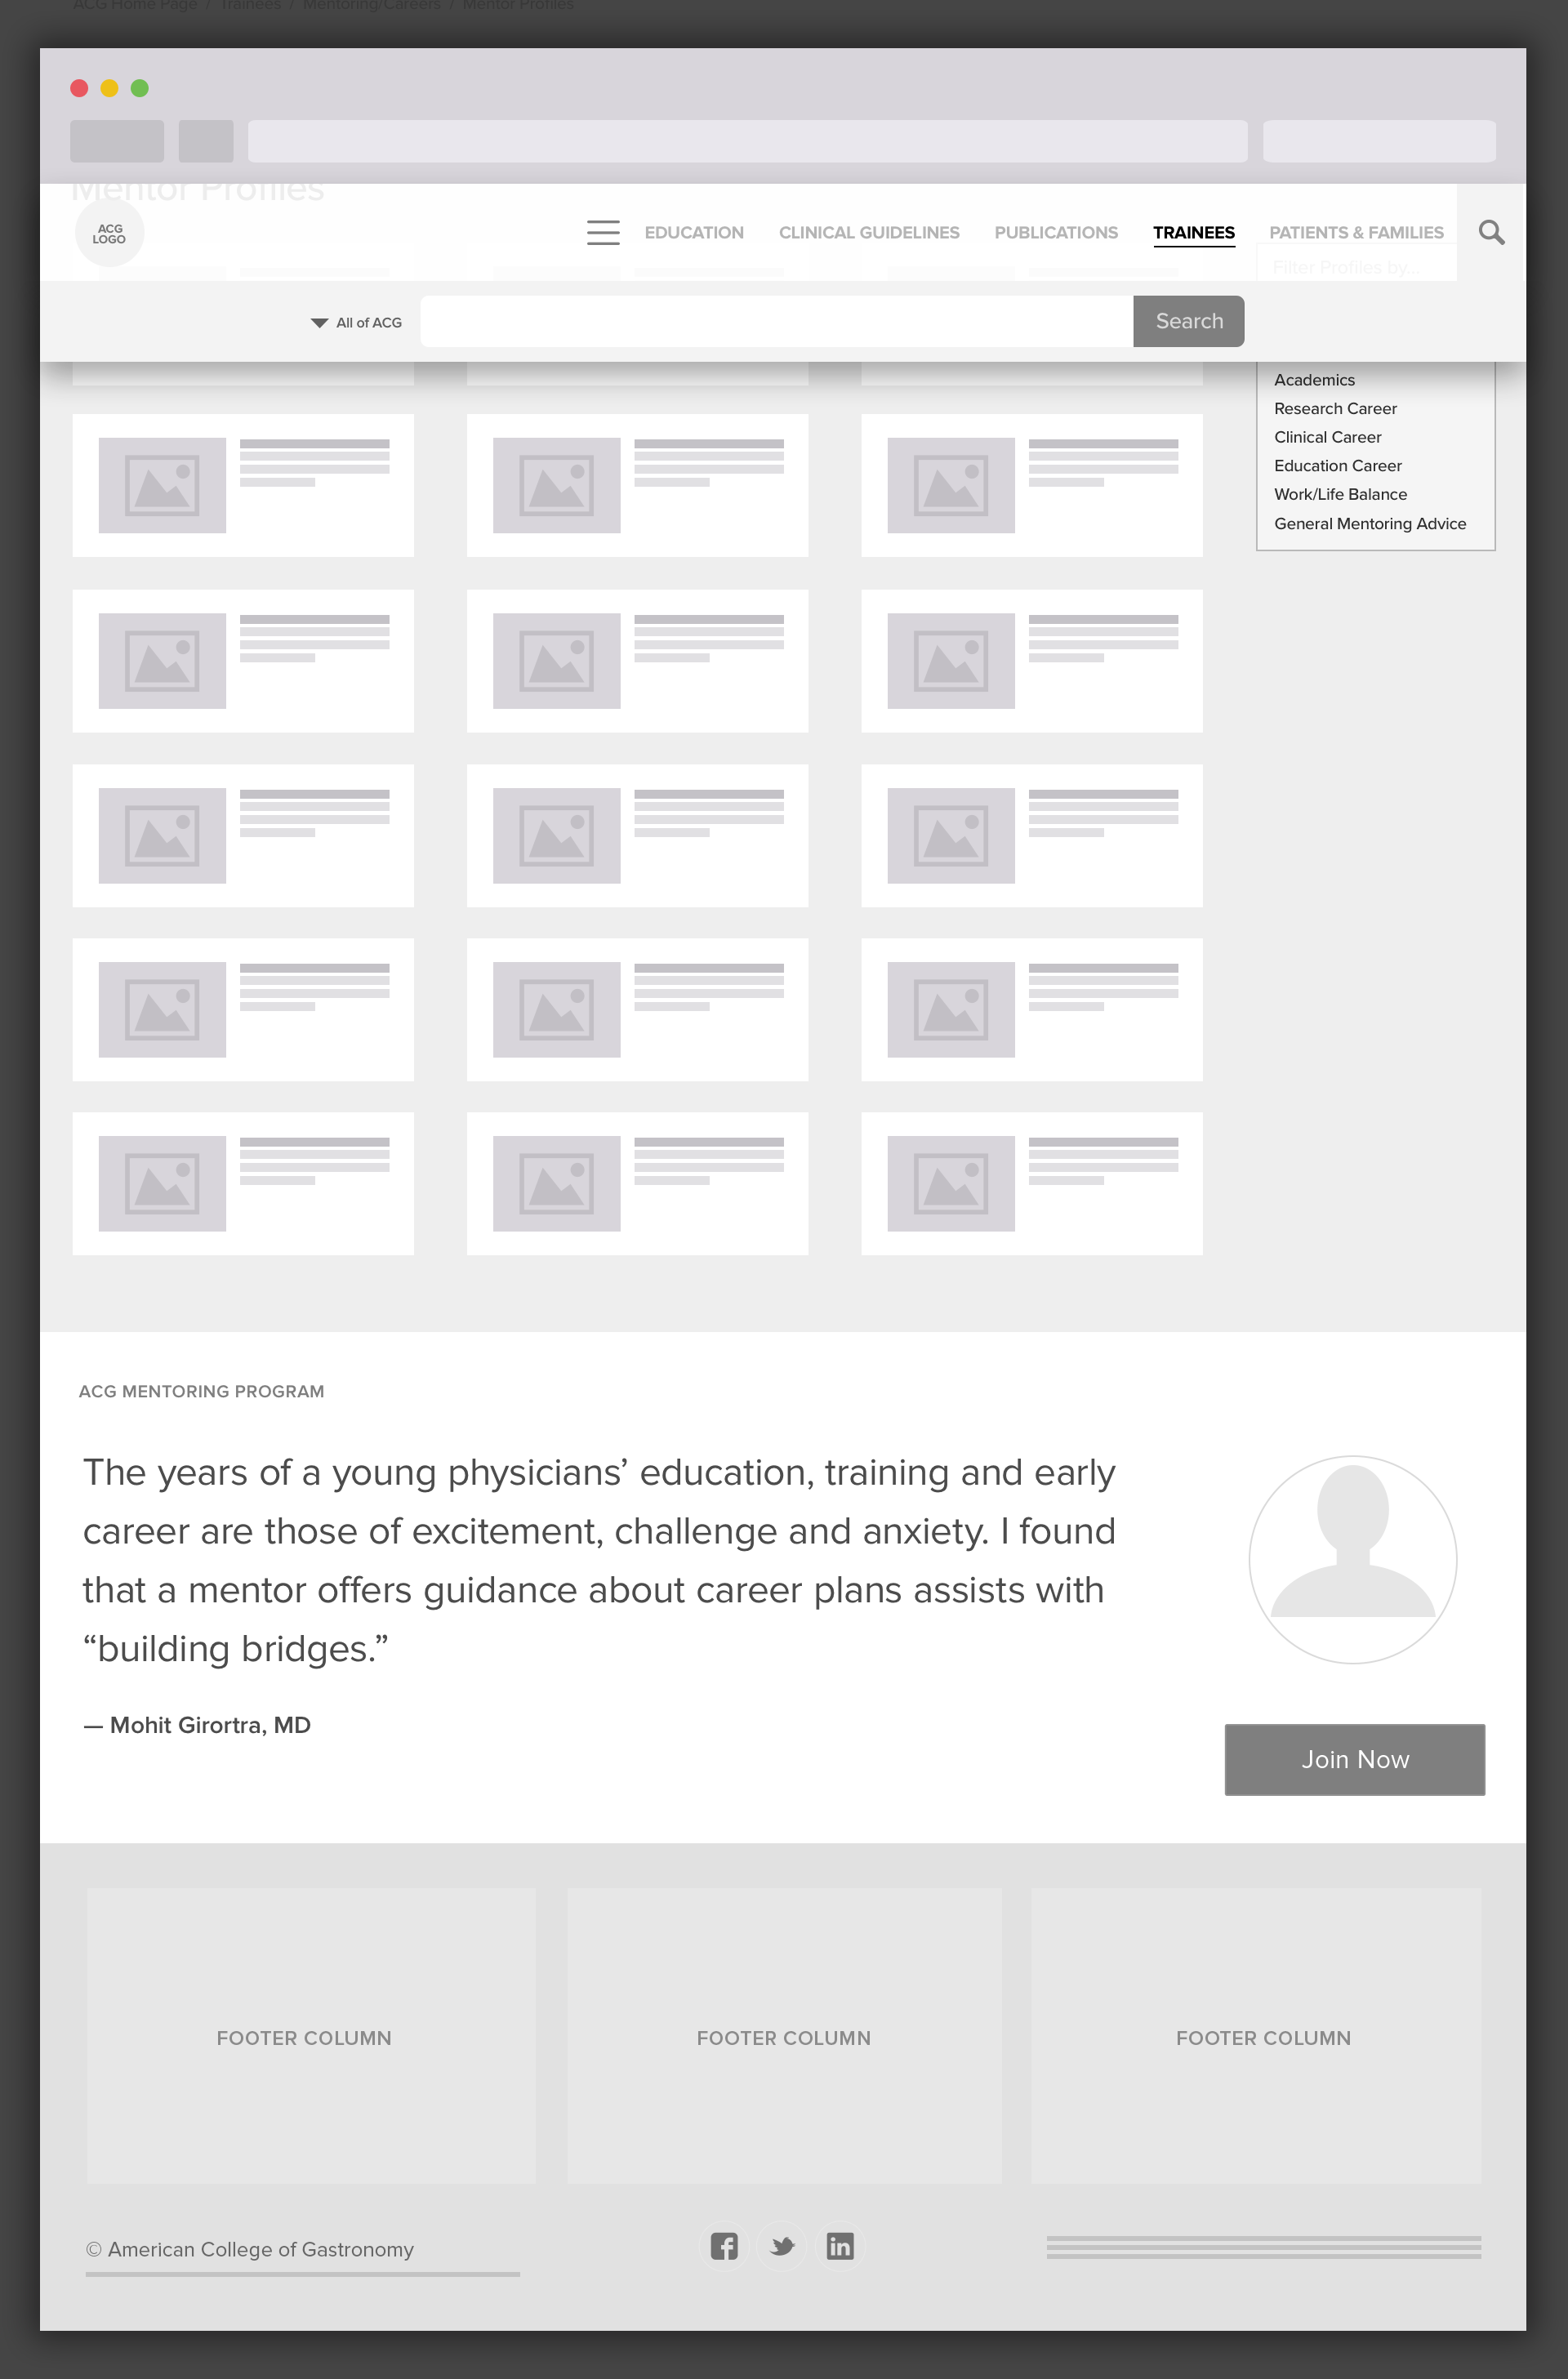 ACG Home Page / Trainees / Mentoring/Careers / Mentor Profiles
Mentor Profiles
ACG
LOGO
EDUCATION
CLINICAL GUIDELINES
PUBLICATIONS
TRAINEES
PATIENTS & FAMILIES
Filter Profiles by...
All of ACG
Search
Academics
Research Career
Clinical Career
Education Career
Work/Life Balance
General Mentoring Advice
ACG MENTORING PROGRAM
The years of a young physicians’ education, training and early
career are those of excitement, challenge and anxiety. I found
that a mentor offers guidance about career plans assists with
“building bridges.”
— Mohit Girortra, MD
Join Now
FOOTER COLUMN
FOOTER COLUMN
FOOTER COLUMN
© American College of Gastronomy